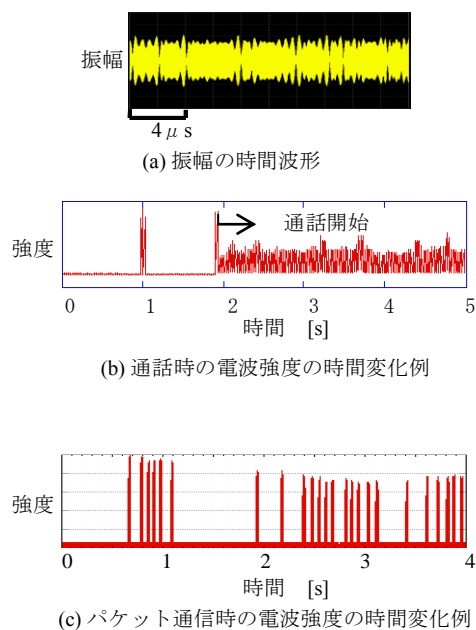 振幅
4μs
(a) 振幅の時間波形
通話開始
強度
0 1 2 3 4 5
時間 [s]
(b) 通話時の電波強度の時間変化例
強度
0 2 3 4
時間 [s]
(c) パケット通信時の電波強度の時間変化例